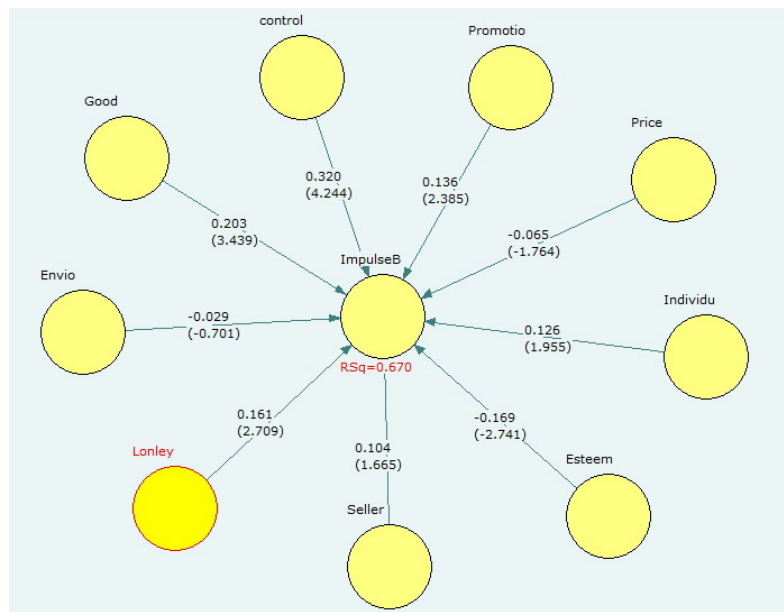 control
Promotio
Good
Price
0.320
(4.244)
0.136
(2.385)
0.203
(3.439)
-0.065
(-1.764)
ImpulseB
Envio
Individu
-0.029
(-0.701)
0.126
(1.955)
RSq=0.670
0.161
(2.709)
-0.169
(-2.741)
Lonley
0.104
(1.665)
Esteem
Seller